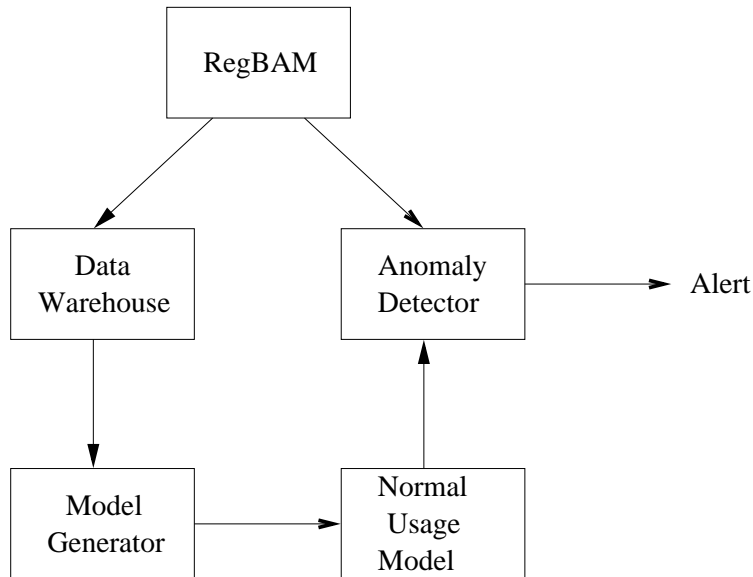 RegBAM
Data
Warehouse
Anomaly
Detector
Alert
Model
Generator
Normal
Usage
Model